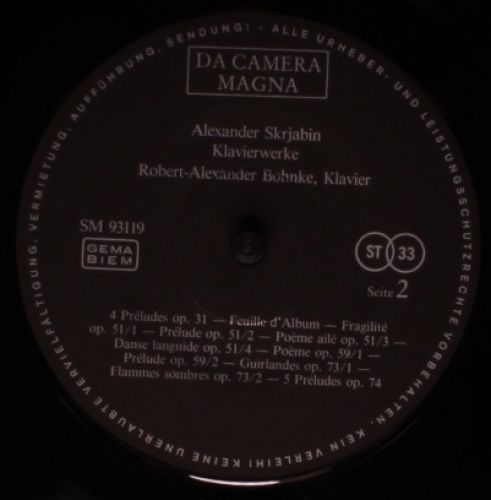 ALLE URHEBER- UND LEISTUNGSSCHUTZRECHTE VORBEHALTEN. KEIN VERLEIH! KEINE UNERLAUBTE VERVIELFALTIGUNG, VERMIETUNG, AUFFÜHRUNG, SENDUNG! -
DA CAMERA
MAGNA
Alexander Skrjabin
Klavierwerke
Robert-Alexander Bohnke, Klavier
SM 93119
GEMA
BIEM
ST 33
Seite 2
4 Préludes op. 31 — Feuille d'Album — Fragilité
op. 51/1 — Prélude op. 51/2 — Poème ailé op. 51/3 —
Danse languide op. 51/4 — Poème op. 59/1 —
Prélude op. 59/2 — Guirlandes op. 73/1 —
Flammes sombres op. 73/2 — 5 Préludes op. 74